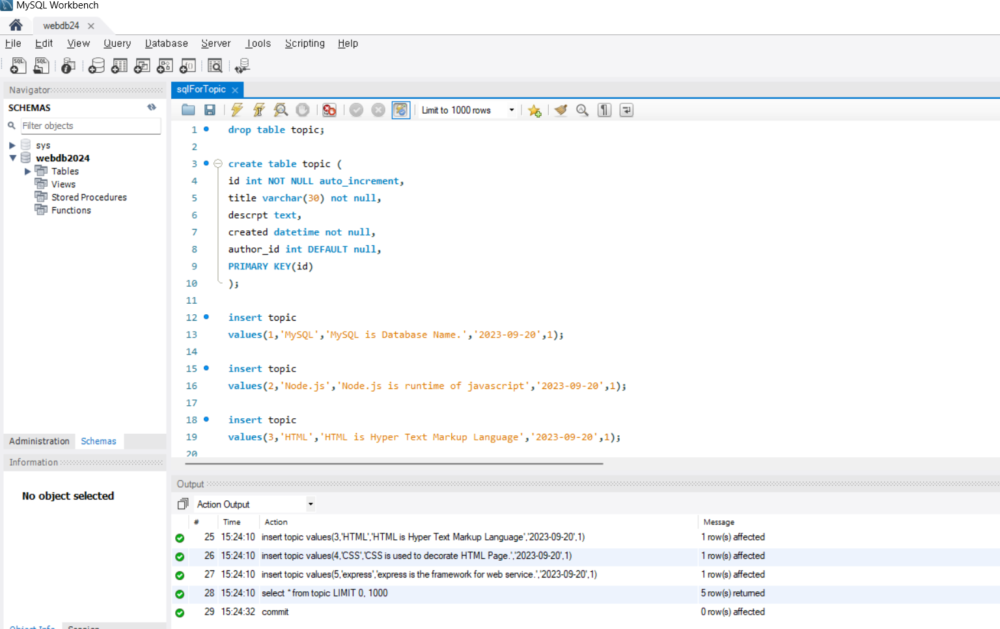 MySQL Workbench
webdb24
File Edit View Query Database Server Tools Scripting Help
Navigator
SCHEMAS
Filter objects
sys
webdb2024
Tables
Views
Stored Procedures
Functions
Administration Schemas
Information
No object selected
Object Info Session
sqlForTopic
Limit to 1000 rows
1 drop table topic;
2
3 create table topic (
4 id int NOT NULL auto_increment,
5 title varchar(30) not null,
6 descrpt text,
7 created datetime not null,
8 author_id int DEFAULT null,
9 PRIMARY KEY(id)
10 );
11
12 insert topic
13 values(1,'MySQL','MySQL is Database Name.','2023-09-20',1);
14
15 insert topic
16 values(2,'Node.js','Node.js is runtime of javascript','2023-09-20',1);
17
18 insert topic
19 values(3,'HTML','HTML is Hyper Text Markup Language','2023-09-20',1);
20
Output
Action Output
# Time Action Message
25 15:24:10 insert topic values(3,'HTML','HTML is Hyper Text Markup Language','2023-09-20',1) 1 row(s) affected
26 15:24:10 insert topic values(4,'CSS','CSS is used to decorate HTML Page.','2023-09-20',1) 1 row(s) affected
27 15:24:10 insert topic values(5,'express','express is the framework for web service.','2023-09-20',1) 1 row(s) affected
28 15:24:10 select * from topic LIMIT 0, 1000 5 row(s) returned
29 15:24:32 commit 0 row(s) affected